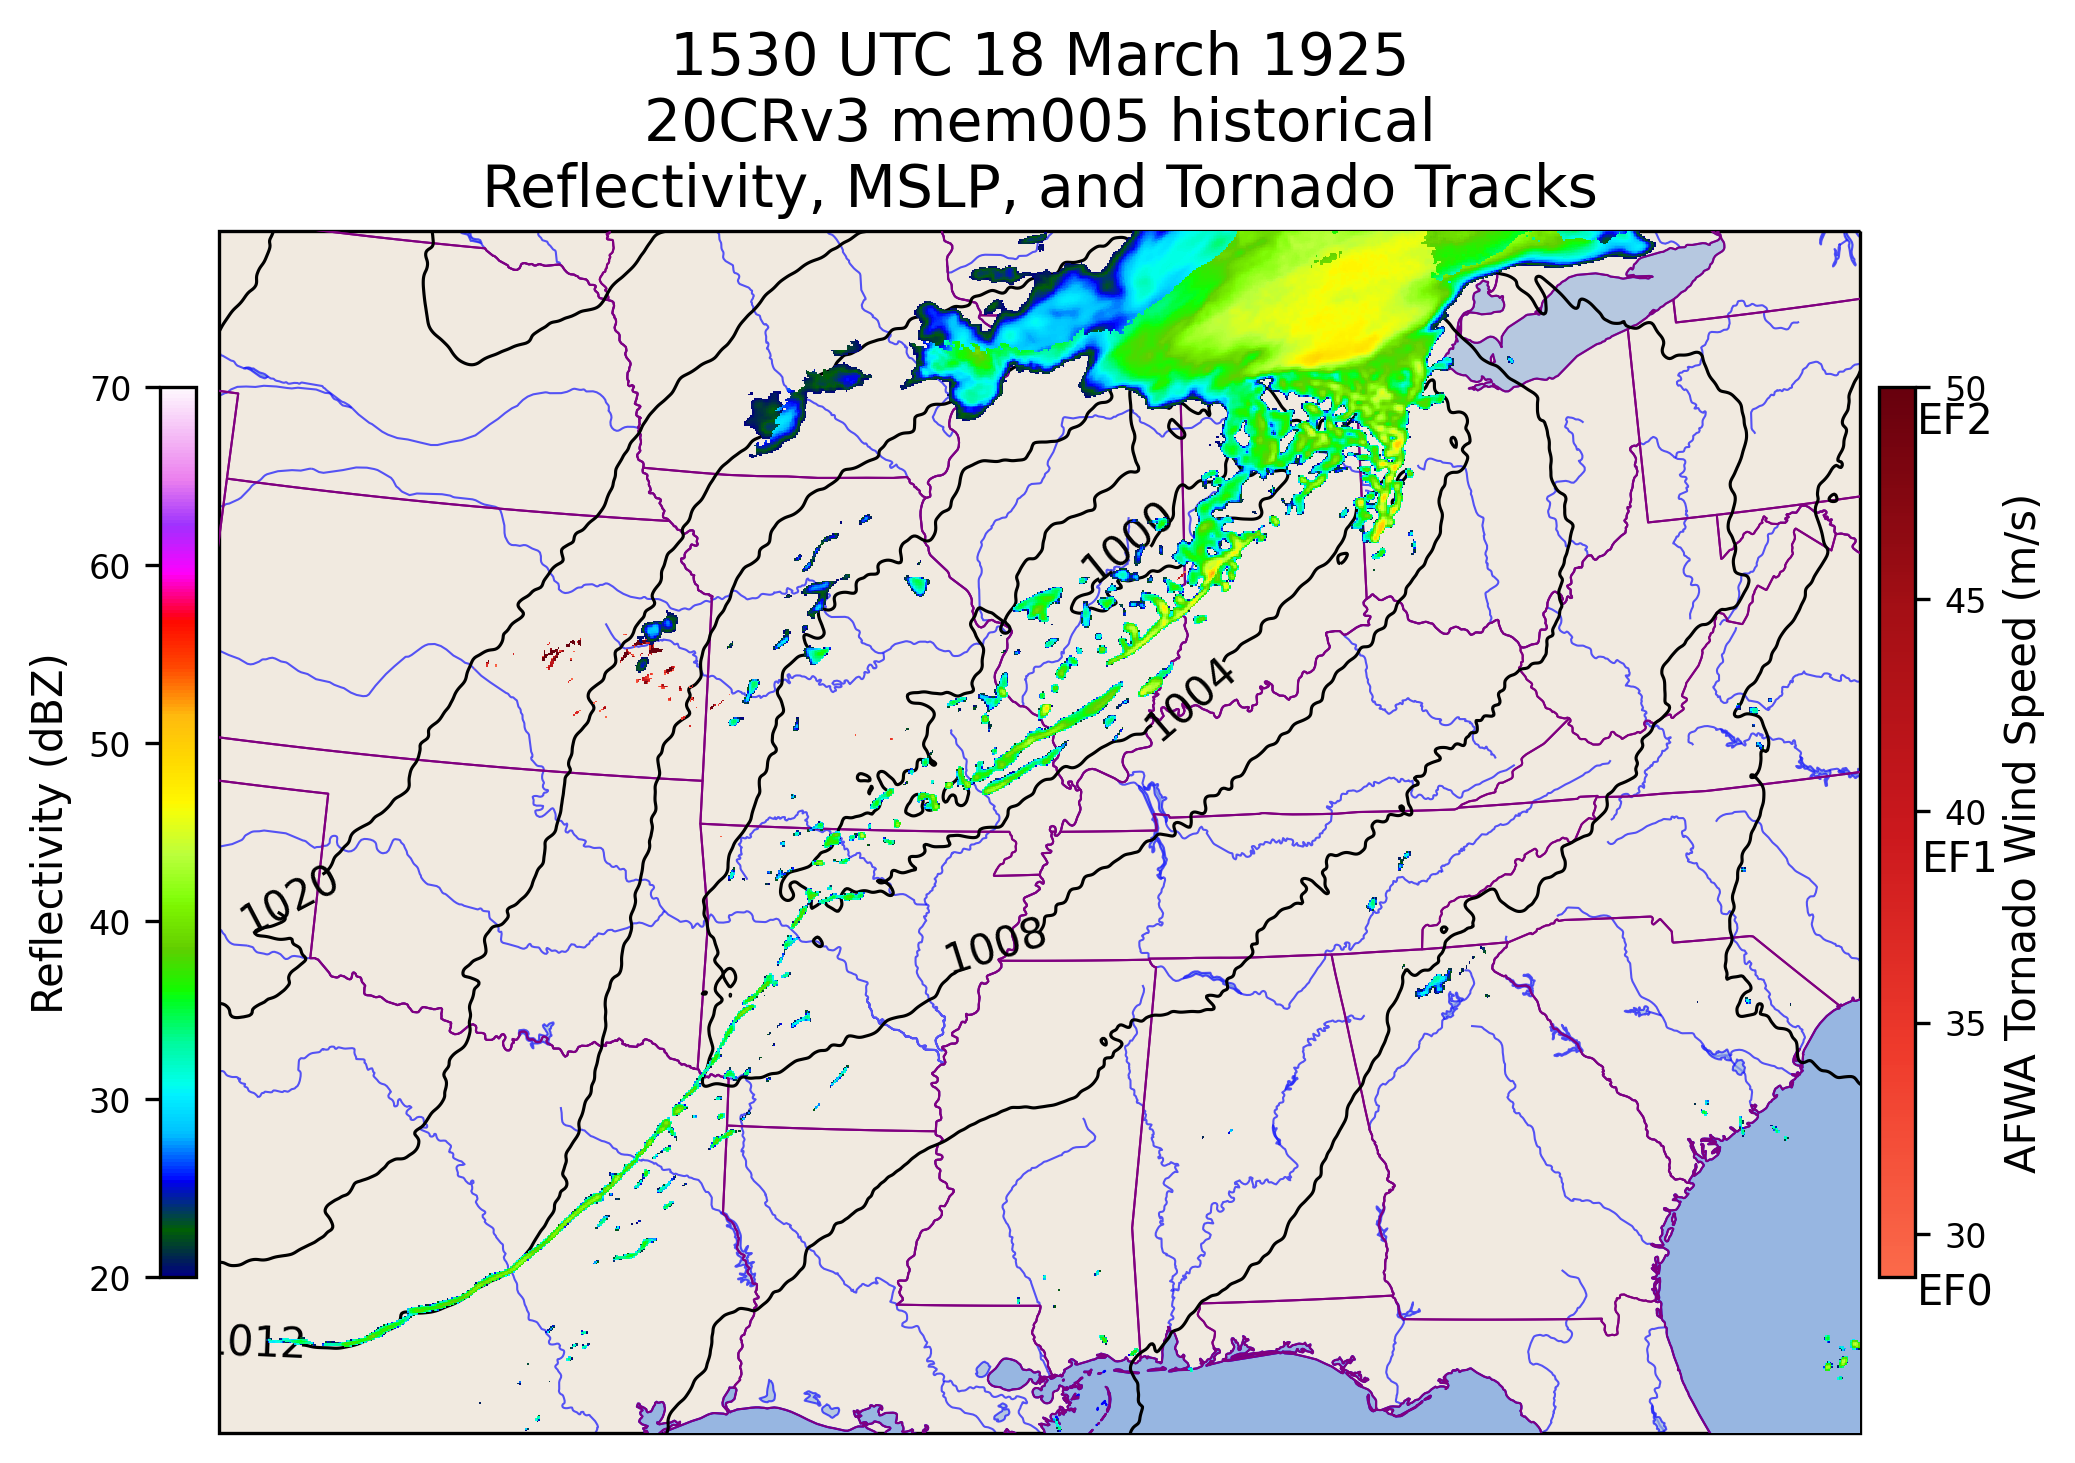 1530 UTC 18 March 1925
20CRv3 mem005 historical
Reflectivity, MSLP, and Tornado Tracks
70
60
50
40
30
20
Reflectivity (dBZ)
1000
1004
1020
1008
1012
50
EF2
45
40
EF1
35
30
EF0
AFWA Tornado Wind Speed (m/s)